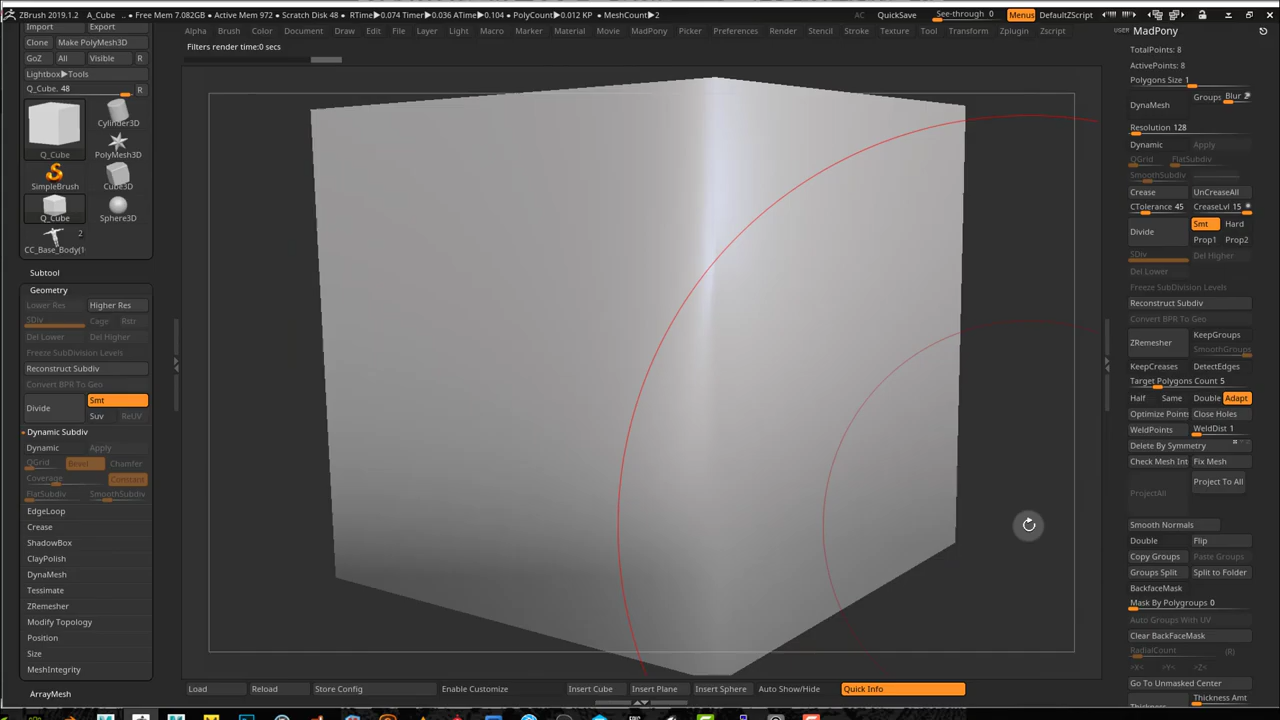 ZBrush 2019.1.2 A_Cube .. • Free Mem 7.082GB • Active Mem 972 • Scratch Disk 48 • RTime▶0.074 Timer▶0.036 ATime▶0.104 • PolyCount▶0.012 KP • MeshCount▶2 AC QuickSave See-through 0 Menus DefaultZScript
Import Export Alpha Brush Color Document Draw Edit File Layer Light Macro Marker Material Movie MadPony Picker Preferences Render Stencil Stroke Texture Tool Transform Zplugin Zscript USER MadPony
Clone Make PolyMesh3D Filters render time:0 secs
GoZ All Visible R
Lightbox▶Tools
Q_Cube. 48 R
Cylinder3D
Q_Cube PolyMesh3D
SimpleBrush Cube3D
Q_Cube Sphere3D
2
CC_Base_Body(1
Subtool
Geometry
Lower Res Higher Res
SDiv Cage Rstr
Del Lower Del Higher
Freeze SubDivision Levels
Reconstruct Subdiv
Convert BPR To Geo
Divide Smt
Suv ReUV
Dynamic Subdiv
Dynamic Apply
QGrid Bevel Chamfer
Coverage Constant
FlatSubdiv SmoothSubdiv
EdgeLoop
Crease
ShadowBox
ClayPolish
DynaMesh
Tessimate
ZRemesher
Modify Topology
Position
Size
MeshIntegrity
ArrayMesh
TotalPoints: 8
ActivePoints: 8
Polygons Size 1
DynaMesh Groups Blur 2
Resolution 128
Dynamic Apply
QGrid FlatSubdiv
SmoothSubdiv
Crease UnCreaseAll
CTolerance 45 CreaseLvl 15
Divide Smt Hard
Prop1 Prop2
SDiv Del Higher
Del Lower
Freeze SubDivision Levels
Reconstruct Subdiv
Convert BPR To Geo
ZRemesher KeepGroups
SmoothGroups
KeepCreases DetectEdges
Target Polygons Count 5
Half Same Double Adapt
Optimize Points Close Holes
WeldPoints WeldDist 1
Delete By Symmetry
Check Mesh Int Fix Mesh
ProjectAll Project To All
Smooth Normals
Double Flip
Copy Groups Paste Groups
Groups Split Split to Folder
BackfaceMask
Mask By Polygroups 0
Auto Groups With UV
Clear BackFaceMask
RadialCount (R)
>X< >Y< >Z<
Go To Unmasked Center
Thickness Thickness Amt
Load Reload Store Config Enable Customize Insert Cube Insert Plane Insert Sphere Auto Show/Hide Quick Info